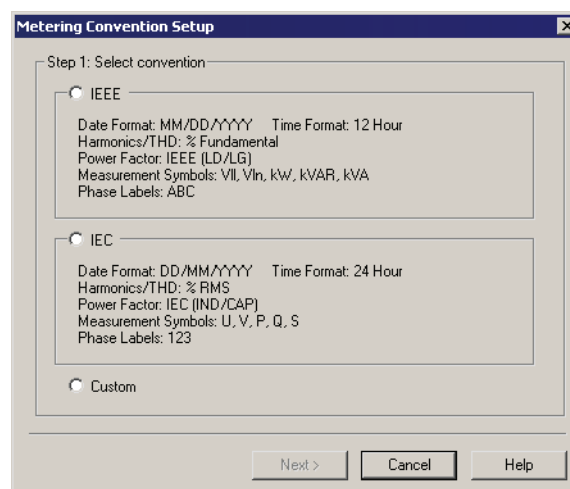 Metering Convention Setup
Step 1: Select convention
IEEE
Date Format: MM/DD/YYYY Time Format: 12 Hour
Harmonics/THD: % Fundamental
Power Factor: IEEE (LD/LG)
Measurement Symbols: Vll, Vln, kW, kVAR, kVA
Phase Labels: ABC
IEC
Date Format: DD/MM/YYYY Time Format: 24 Hour
Harmonics/THD: % RMS
Power Factor: IEC (IND/CAP)
Measurement Symbols: U, V, P, Q, S
Phase Labels: 123
Custom
Next >
Cancel
Help